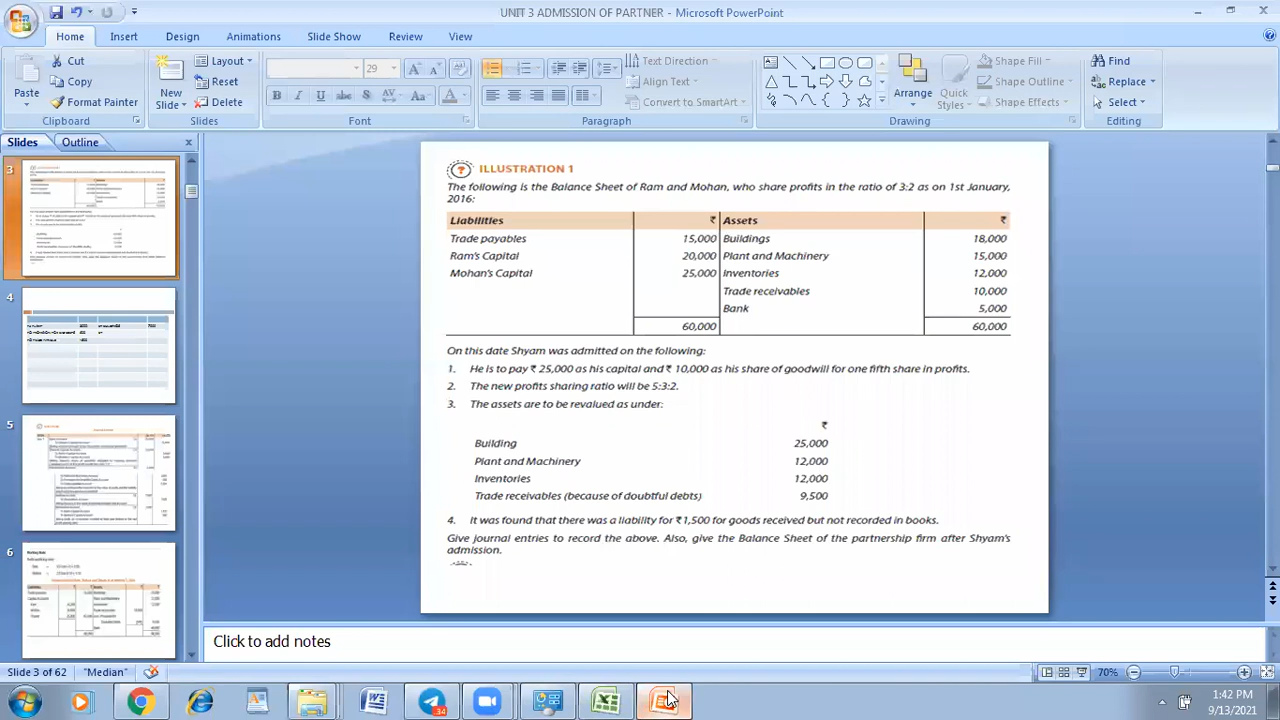 UNIT 3 ADMISSION OF PARTNER - Microsoft PowerPoint
Home Insert Design Animations Slide Show Review View
Cut
Copy
Format Painter
Paste
Clipboard
New Slide
Layout
Reset
Delete
Slides
29
B I U abc S AV Aa A
Font
Text Direction
Align Text
Convert to SmartArt
Paragraph
Arrange
Quick Styles
Shape Fill
Shape Outline
Shape Effects
Drawing
Find
Replace
Select
Editing
Slides Outline
3
4
5
6
LUSTRATION 1
The following is the Balance Sheet of Ram and Mohan, who share profits in the ratio of 3:2 as on 1st January,
2016:
Liabilities ₹ Assets ₹
Trade payables 15,000 Buildings 18,000
Ram's Capital 20,000 Plant and Machinery 15,000
Mohan's Capital 25,000 Inventories 12,000
Trade receivables 10,000
Bank 5,000
60,000 60,000
On this date Shyam was admitted on the following:
1. He is to pay ₹ 25,000 as his capital and ₹ 10,000 as his share of goodwill for one fifth share in profits.
2. The new profits sharing ratio will be 5:3:2.
3. The assets are to be revalued as under:
₹
Building 25,000
Plant and Machinery 12,000
Inventories
Trade receivables (because of doubtful debts) 9,500
4. It was found that there was a liability for ₹ 1,500 for goods received but not recorded in books.
Give journal entries to record the above. Also, give the Balance Sheet of the partnership firm after Shyam's
admission.
Click to add notes
Slide 3 of 62 "Median" 70%
34
1:42 PM
9/13/2021